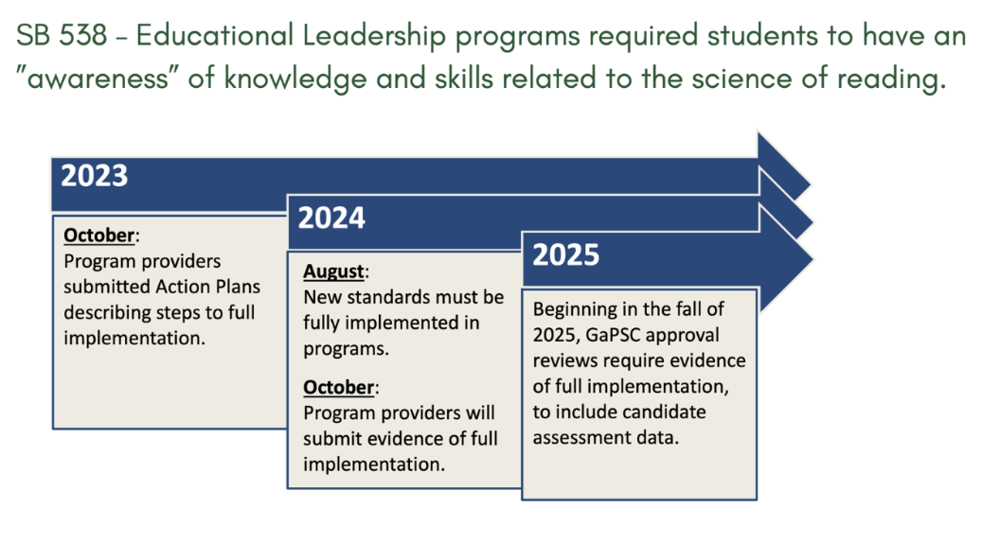 SB 538 – Educational Leadership programs required students to have an
"awareness" of knowledge and skills related to the science of reading.
2023
October:
Program providers
submitted Action Plans
describing steps to full
implementation.
2024
August:
New standards must be
fully implemented in
programs.
October:
Program providers will
submit evidence of full
implementation.
2025
Beginning in the fall of
2025, GaPSC approval
reviews require evidence
of full implementation,
to include candidate
assessment data.